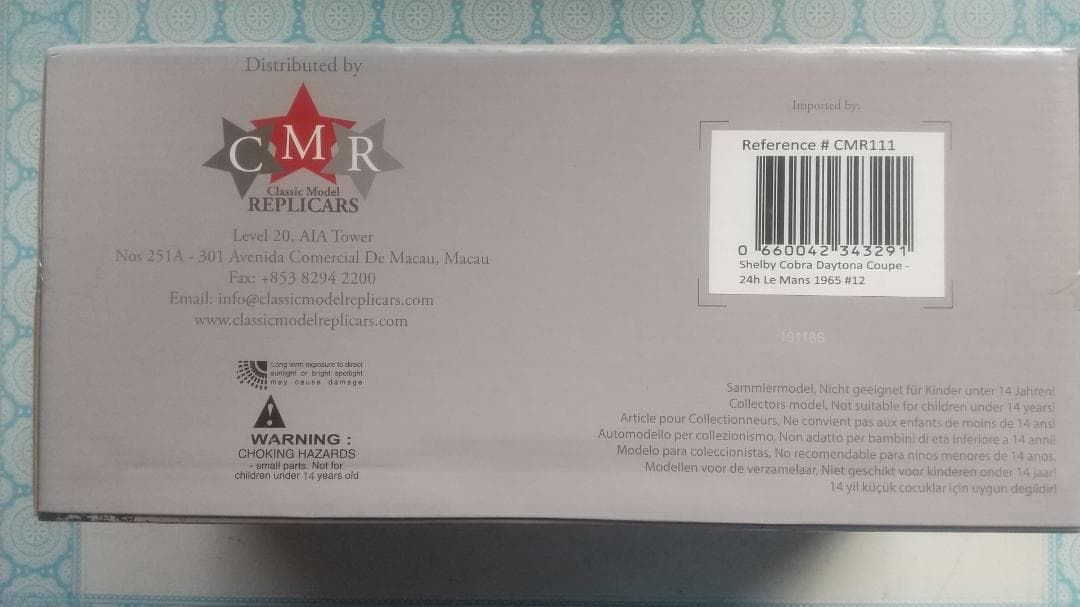 Distributed by
CMR
Classic Model
REPLICARS
Level 20, AIA Tower
Nos 251A - 301 Avenida Comercial De Macau, Macau
Fax: +853 8294 2200
Email: info@classicmodelreplicars.com
www.classicmodelreplicars.com
Long term exposure to direct
sunlight or bright spotlight
may cause damage
WARNING :
CHOKING HAZARDS
- small parts. Not for
children under 14 years old
Imported by:
Reference # CMR111
0 660042 343291
Shelby Cobra Daytona Coupe -
24h Le Mans 1965 #12
19118S
Sammlermodel, Nicht geeignet für Kinder unter 14 Jahren!
Collectors model, Not suitable for children under 14 years!
Article pour Collectionneurs, Ne convient pas aux enfants de moins de 14 ans!
Automodello per collezionismo, Non adatto per bambini di età inferiore a 14 anni!
Modelo para coleccionistas, No recomendable para ninos menores de 14 anos.
Modellen voor de verzamelaar, Niet geschikt voor kinderen onder 14 jaar!
14 yil küçük cocuklar için uygun degildir!